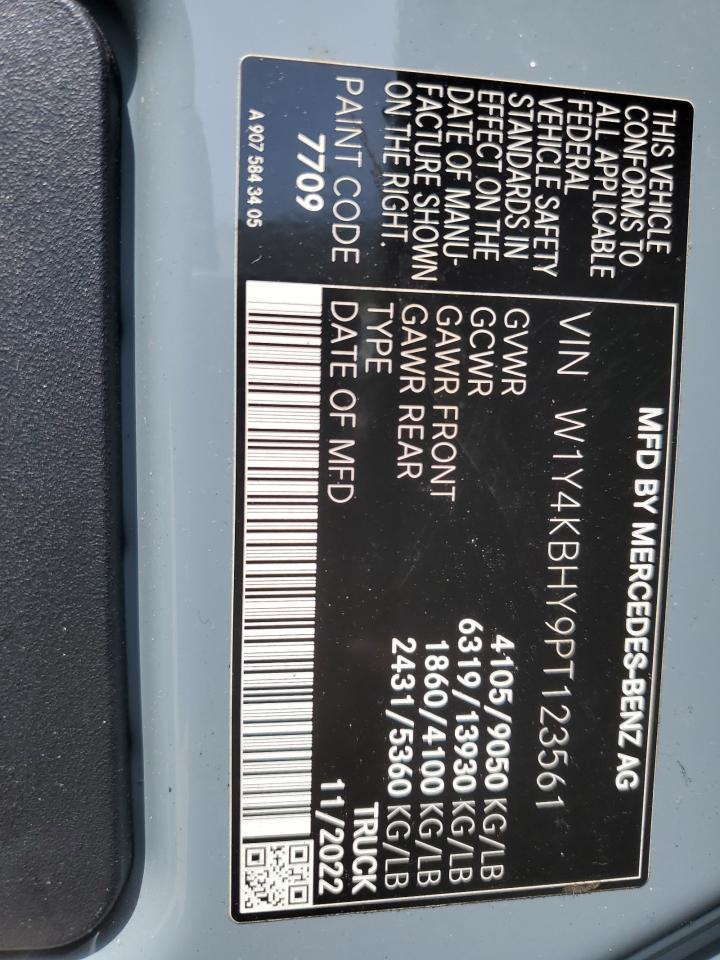 THIS VEHICLE
CONFORMS TO
ALL APPLICABLE
FEDERAL
VEHICLE SAFETY
STANDARDS IN
EFFECT ON THE
DATE OF MANU-
FACTURE SHOWN
ON THE RIGHT.
PAINT CODE
7709
A 907 584 34 05
MFD BY MERCEDES-BENZ AG
VIN W1Y4KBHY9PT123561
GVWR 4105/9050 KG/LB
GCWR 6319/13930 KG/LB
GAWR FRONT 1860/4100 KG/LB
GAWR REAR 2431/5360 KG/LB
TYPE TRUCK
DATE OF MFD 11/2022